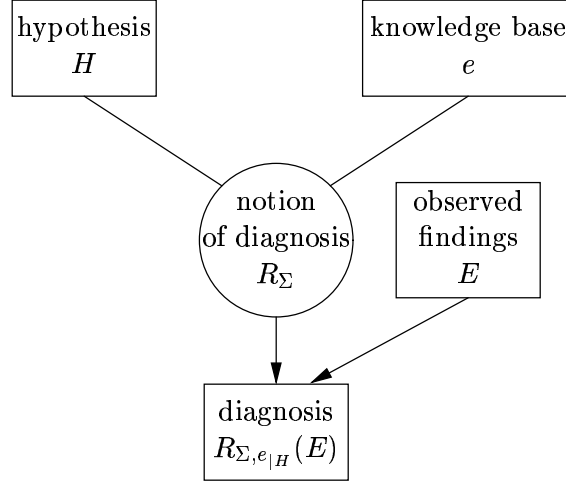 hypothesis
H
knowledge base
e
notion
of diagnosis
R_Σ
observed
findings
E
diagnosis
R_{Σ,e_{|H}}(E)